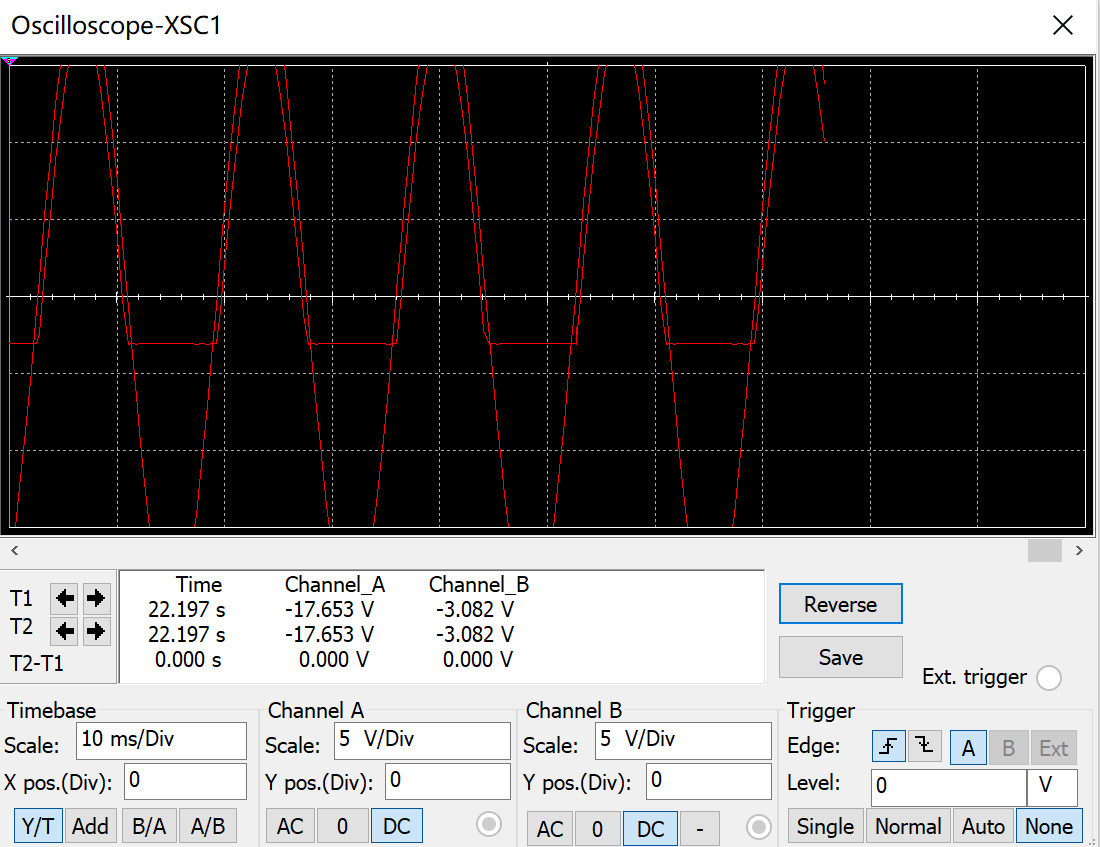 Oscilloscope-XSC1
T1
T2
T2-T1
Time Channel_A Channel_B
22.197 s -17.653 V -3.082 V
22.197 s -17.653 V -3.082 V
0.000 s 0.000 V 0.000 V
Reverse
Save
Ext. trigger
Timebase
Scale: 10 ms/Div
X pos.(Div): 0
Y/T Add B/A A/B
Channel A
Scale: 5 V/Div
Y pos.(Div): 0
AC 0 DC
Channel B
Scale: 5 V/Div
Y pos.(Div): 0
AC 0 DC -
Trigger
Edge: A B Ext
Level: 0 V
Single Normal Auto None